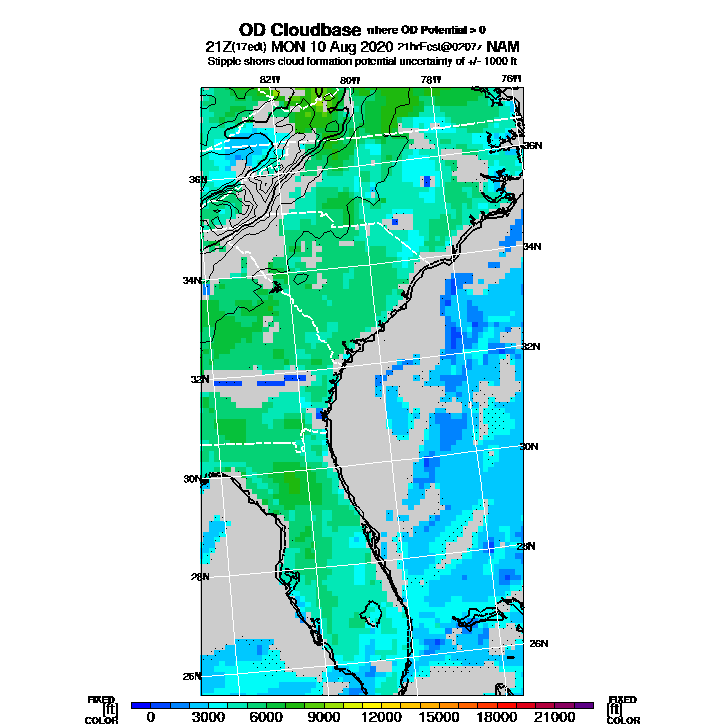 OD Cloudbase where OD Potential > 0
21Z(17edt) MON 10 Aug 2020 21hrFcst@0207z NAM
Stipple shows cloud formation potential uncertainty of +/- 1000 ft
82W 80W 78W 76W
36N
36N
34N
34N
32N
32N
30N
30N
28N
28N
26N
26N
FIXED FIXED
[ft] 0 3000 6000 9000 12000 15000 18000 21000 [ft]
COLOR COLOR